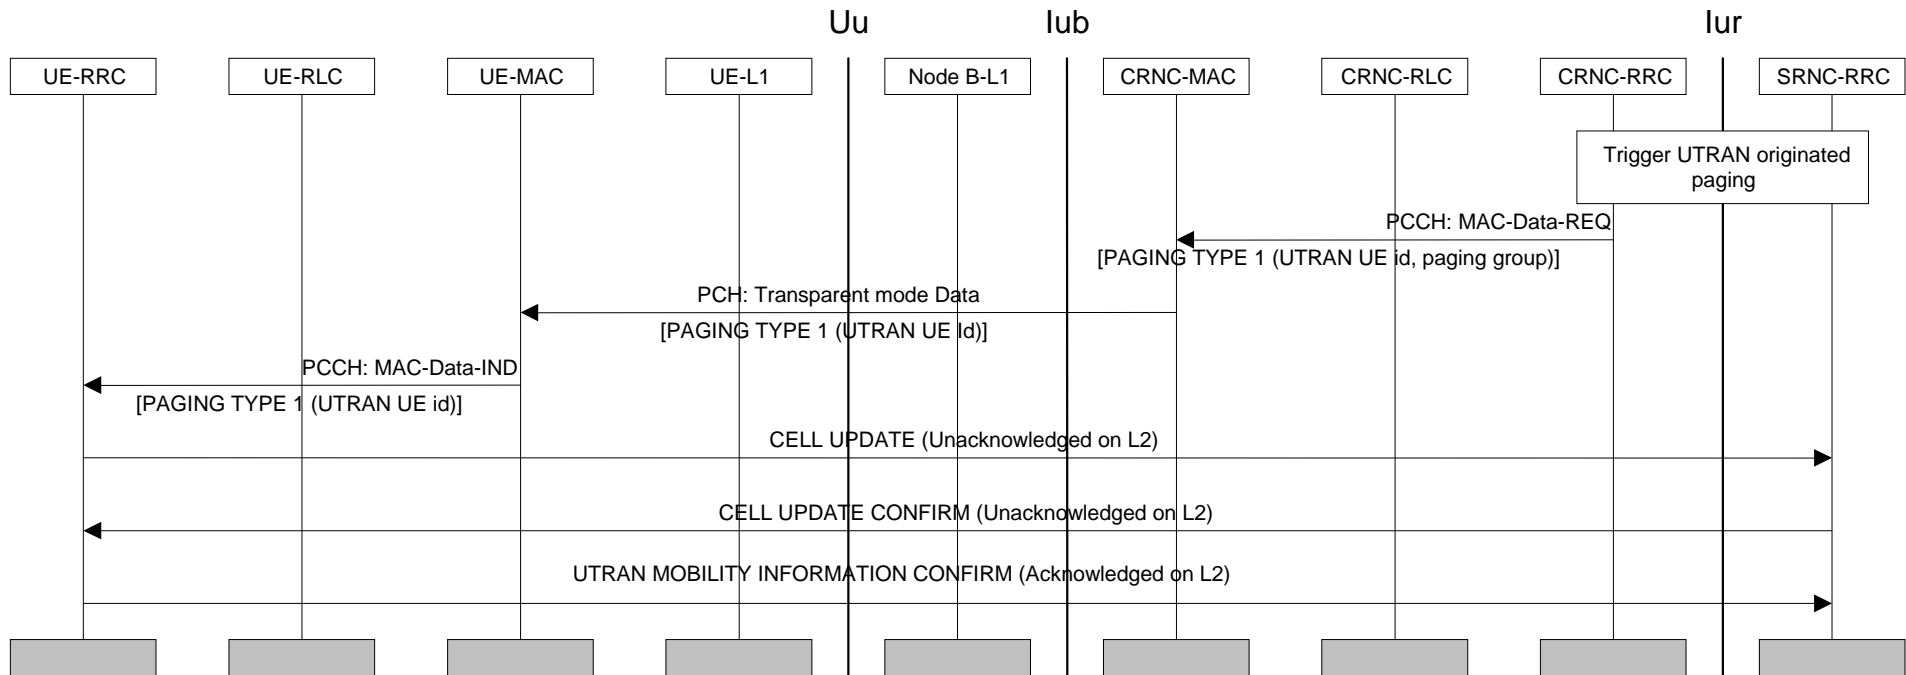 Uu
Iub
Iur
UE-RRC
UE-RLC
UE-MAC
UE-L1
Node B-L1
CRNC-MAC
CRNC-RLC
CRNC-RRC
SRNC-RRC
Trigger UTRAN originated
paging
PCCH: MAC-Data-REQ
[PAGING TYPE 1 (UTRAN UE id, paging group)]
PCH: Transparent mode Data
[PAGING TYPE 1 (UTRAN UE Id)]
PCCH: MAC-Data-IND
[PAGING TYPE 1 (UTRAN UE id)]
CELL UPDATE (Unacknowledged on L2)
CELL UPDATE CONFIRM (Unacknowledged on L2)
UTRAN MOBILITY INFORMATION CONFIRM (Acknowledged on L2)